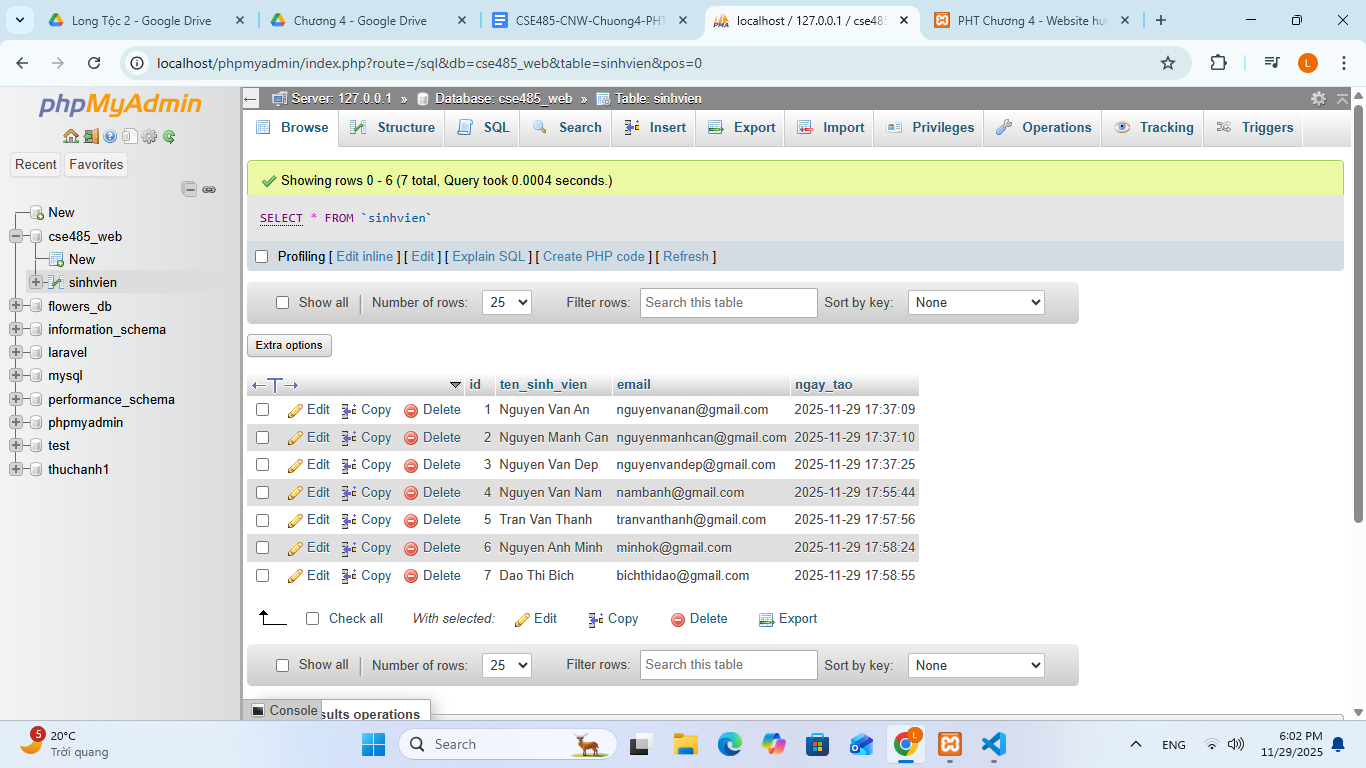 Long Tộc 2 - Google Drive
Chương 4 - Google Drive
CSE485-CNW-Chuong4-PHT
localhost / 127.0.0.1 / cse485
PHT Chương 4 - Website hu
localhost/phpmyadmin/index.php?route=/sql&db=cse485_web&table=sinhvien&pos=0
L
phpMyAdmin
Recent Favorites
New
cse485_web
New
sinhvien
flowers_db
information_schema
laravel
mysql
performance_schema
phpmyadmin
test
thuchanh1
Server: 127.0.0.1 » Database: cse485_web » Table: sinhvien
Browse Structure SQL Search Insert Export Import Privileges Operations Tracking Triggers
Showing rows 0 - 6 (7 total, Query took 0.0004 seconds.)
SELECT * FROM `sinhvien`
Profiling [ Edit inline ] [ Edit ] [ Explain SQL ] [ Create PHP code ] [ Refresh ]
Show all Number of rows: 25 Filter rows: Search this table Sort by key: None
Extra options
←T→ id ten_sinh_vien email ngay_tao
Edit Copy Delete 1 Nguyen Van An nguyenvanan@gmail.com 2025-11-29 17:37:09
Edit Copy Delete 2 Nguyen Manh Can nguyenmanhcan@gmail.com 2025-11-29 17:37:10
Edit Copy Delete 3 Nguyen Van Dep nguyenvandep@gmail.com 2025-11-29 17:37:25
Edit Copy Delete 4 Nguyen Van Nam nambanh@gmail.com 2025-11-29 17:55:44
Edit Copy Delete 5 Tran Van Thanh tranvanthanh@gmail.com 2025-11-29 17:57:56
Edit Copy Delete 6 Nguyen Anh Minh minhok@gmail.com 2025-11-29 17:58:24
Edit Copy Delete 7 Dao Thi Bich bichthidao@gmail.com 2025-11-29 17:58:55
Check all With selected: Edit Copy Delete Export
Show all Number of rows: 25 Filter rows: Search this table Sort by key: None
Console
sults operations
5
20°C
Trời quang
Search
L
ENG
6:02 PM
11/29/2025